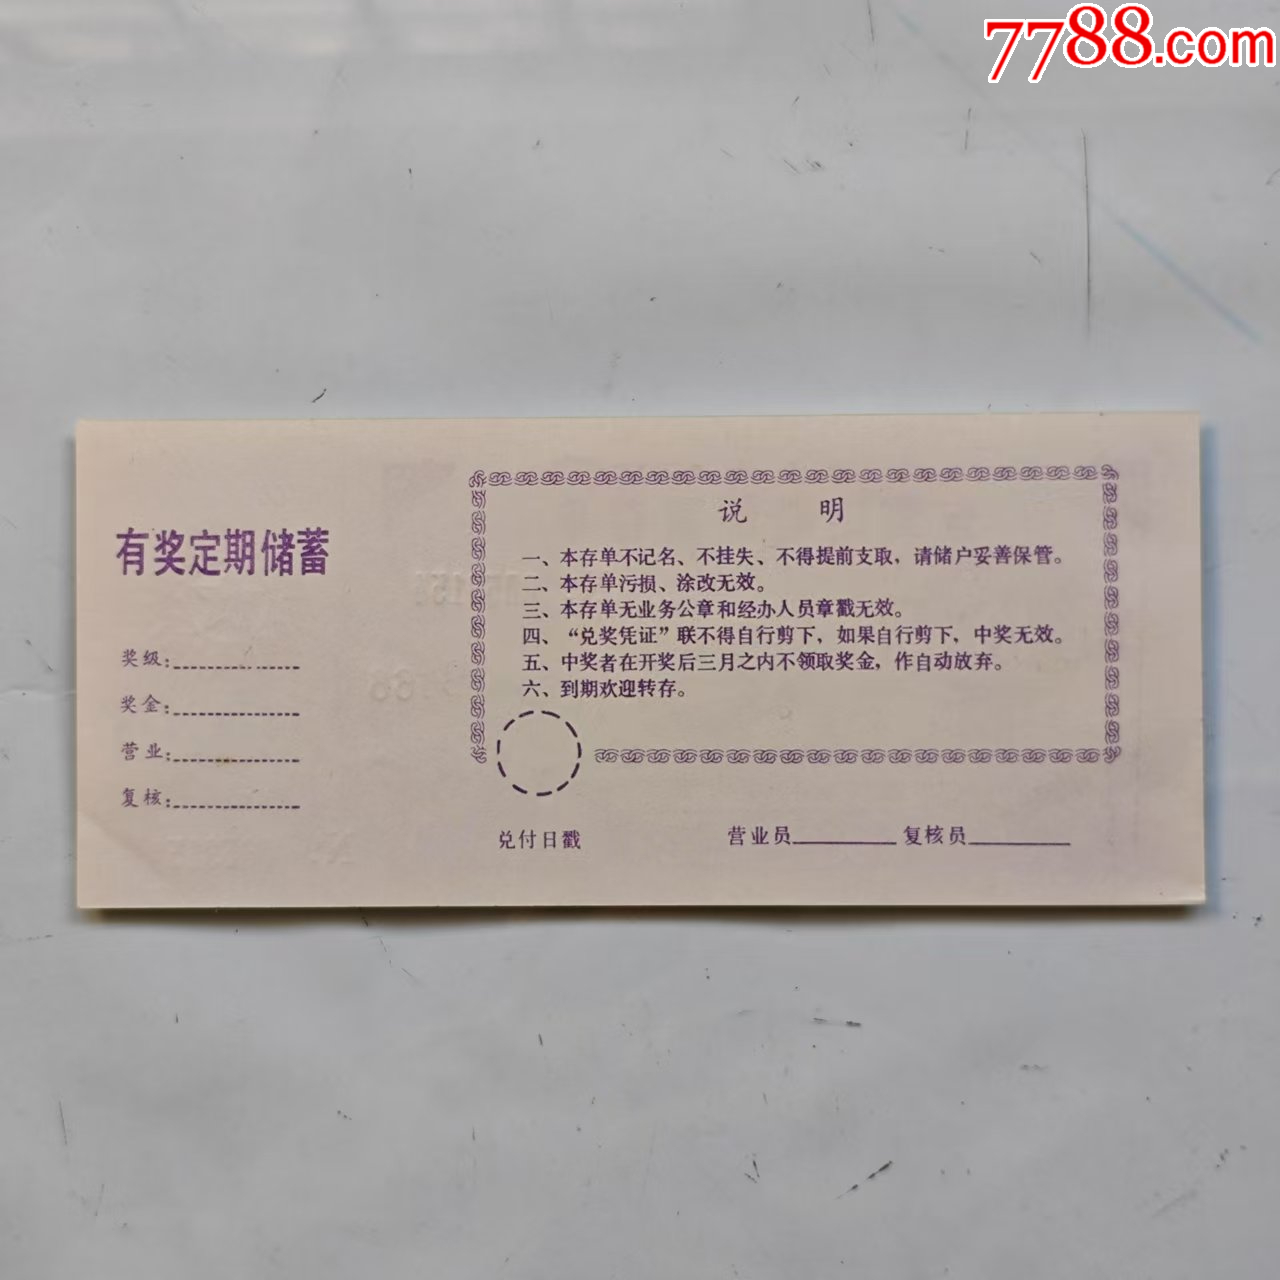 7788.com
有奖定期储蓄
奖级:
奖金:
营业:
复核:
说 明
一、本存单不记名、不挂失、不得提前支取，请储户妥善保管。
二、本存单污损、涂改无效。
三、本存单无业务公章和经办人员章戳无效。
四、“兑奖凭证”联不得自行剪下，如果自行剪下，中奖无效。
五、中奖者在开奖后三月之内不领取奖金，作自动放弃。
六、到期欢迎转存。
兑付日戳
营业员 复核员